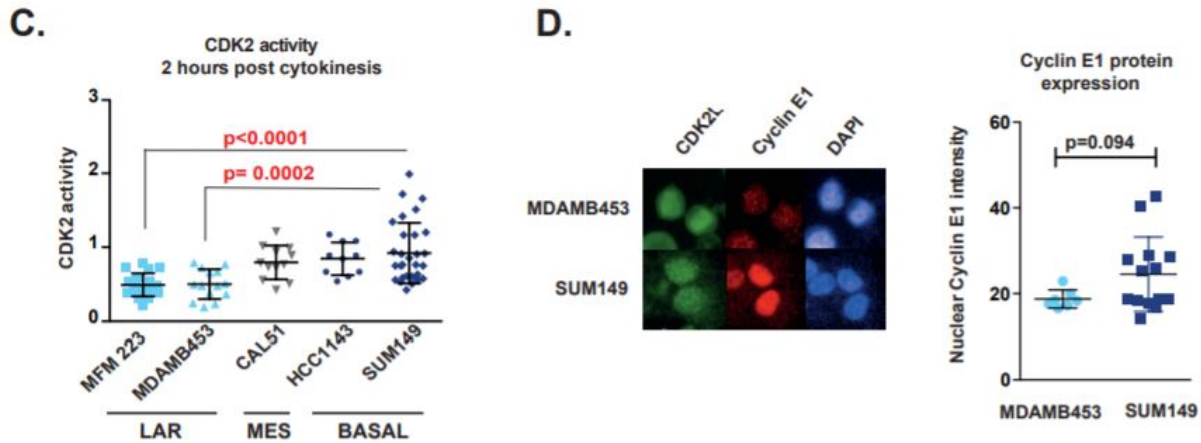 C.
CDK2 activity
2 hours post cytokinesis
3
2
1
0
CDK2 activity
p<0.0001
p= 0.0002
MFM 223
MDAMB453
CAL51
HCC1143
SUM149
LAR
MES
BASAL
D.
CDK2L
Cyclin E1
DAPI
MDAMB453
SUM149
Cyclin E1 protein
expression
60
40
20
0
Nuclear Cyclin E1 intensity
p=0.094
MDAMB453
SUM149